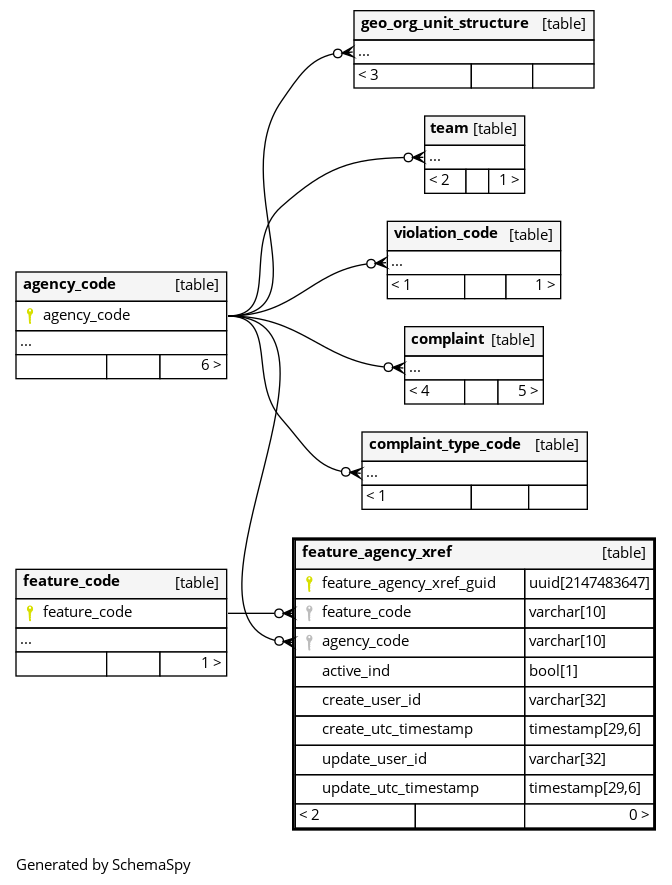 geo_org_unit_structure [table]
...
< 3
team [table]
...
< 2 1 >
violation_code [table]
...
< 1 1 >
agency_code [table]
agency_code
...
6 >
complaint [table]
...
< 4 5 >
complaint_type_code [table]
...
< 1
feature_agency_xref [table]
feature_agency_xref_guid uuid[2147483647]
feature_code varchar[10]
agency_code varchar[10]
active_ind bool[1]
create_user_id varchar[32]
create_utc_timestamp timestamp[29,6]
update_user_id varchar[32]
update_utc_timestamp timestamp[29,6]
< 2 0 >
feature_code [table]
feature_code
...
1 >
Generated by SchemaSpy